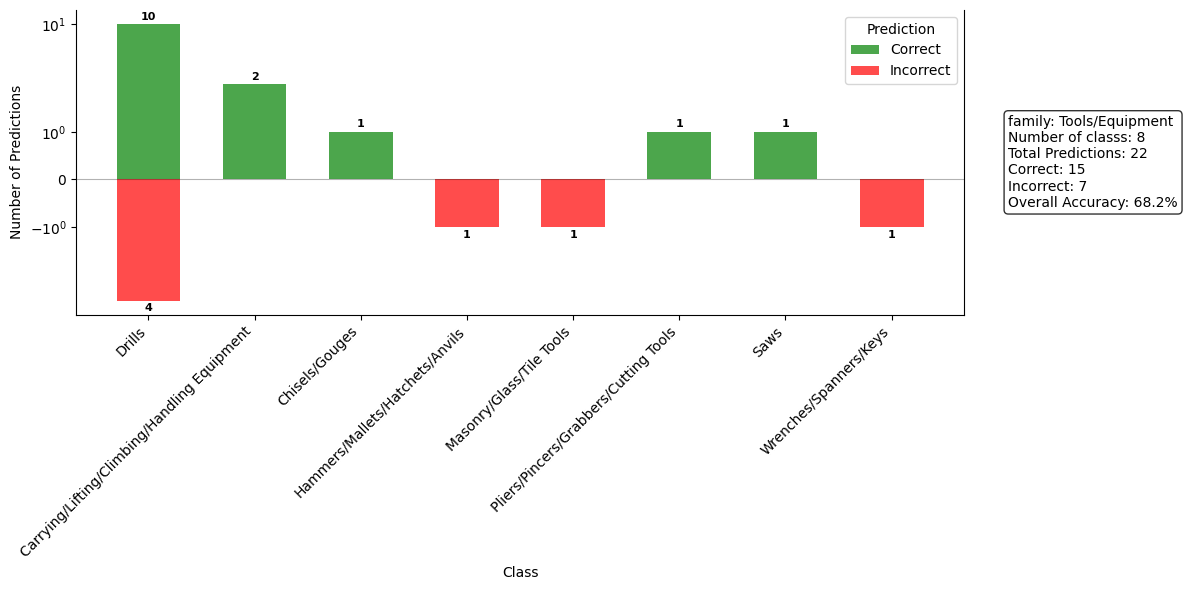 10
10¹
2
1
1
1
10⁰
0
−10⁰
1
1
1
4
Number of Predictions
Prediction
Correct
Incorrect
family: Tools/Equipment
Number of classs: 8
Total Predictions: 22
Correct: 15
Incorrect: 7
Overall Accuracy: 68.2%
Drills
Carrying/Lifting/Climbing/Handling Equipment
Chisels/Gouges
Hammers/Mallets/Hatchets/Anvils
Masonry/Glass/Tile Tools
Pliers/Pincers/Grabbers/Cutting Tools
Saws
Wrenches/Spanners/Keys
Class